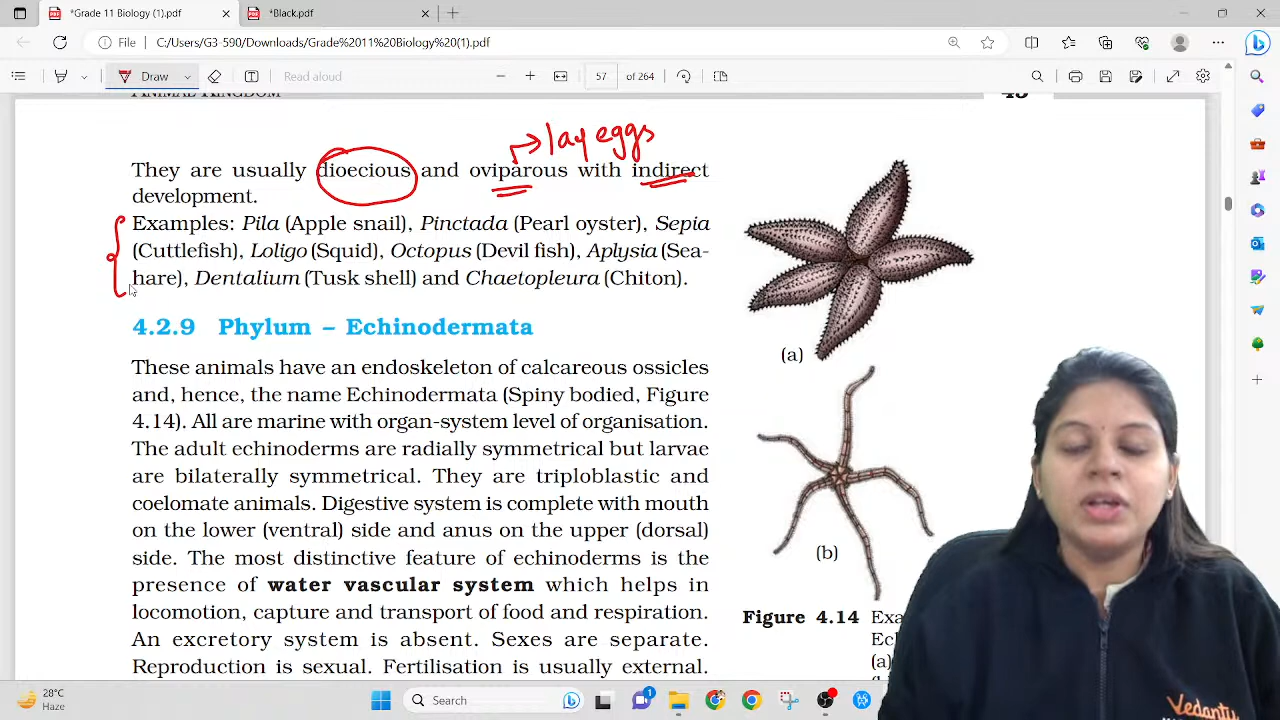 *Grade 11 Biology (1).pdf
*Black.pdf
File C:/Users/G3-590/Downloads/Grade%2011%20Biology%20(1).pdf
Draw Read aloud 57 of 264
ANIMAL KINGDOM
lay eggs
They are usually dioecious and oviparous with indirect
development.
Examples: Pila (Apple snail), Pinctada (Pearl oyster), Sepia
(Cuttlefish), Loligo (Squid), Octopus (Devil fish), Aplysia (Sea-
hare), Dentalium (Tusk shell) and Chaetopleura (Chiton).
4.2.9 Phylum – Echinodermata
These animals have an endoskeleton of calcareous ossicles
and, hence, the name Echinodermata (Spiny bodied, Figure
4.14). All are marine with organ-system level of organisation.
The adult echinoderms are radially symmetrical but larvae
are bilaterally symmetrical. They are triploblastic and
coelomate animals. Digestive system is complete with mouth
on the lower (ventral) side and anus on the upper (dorsal)
side. The most distinctive feature of echinoderms is the
presence of water vascular system which helps in
locomotion, capture and transport of food and respiration.
An excretory system is absent. Sexes are separate.
Reproduction is sexual. Fertilisation is usually external.
(a)
(b)
Figure 4.14 Exa
Ech
(a)
Vedantu
28°C
Haze
Search
1